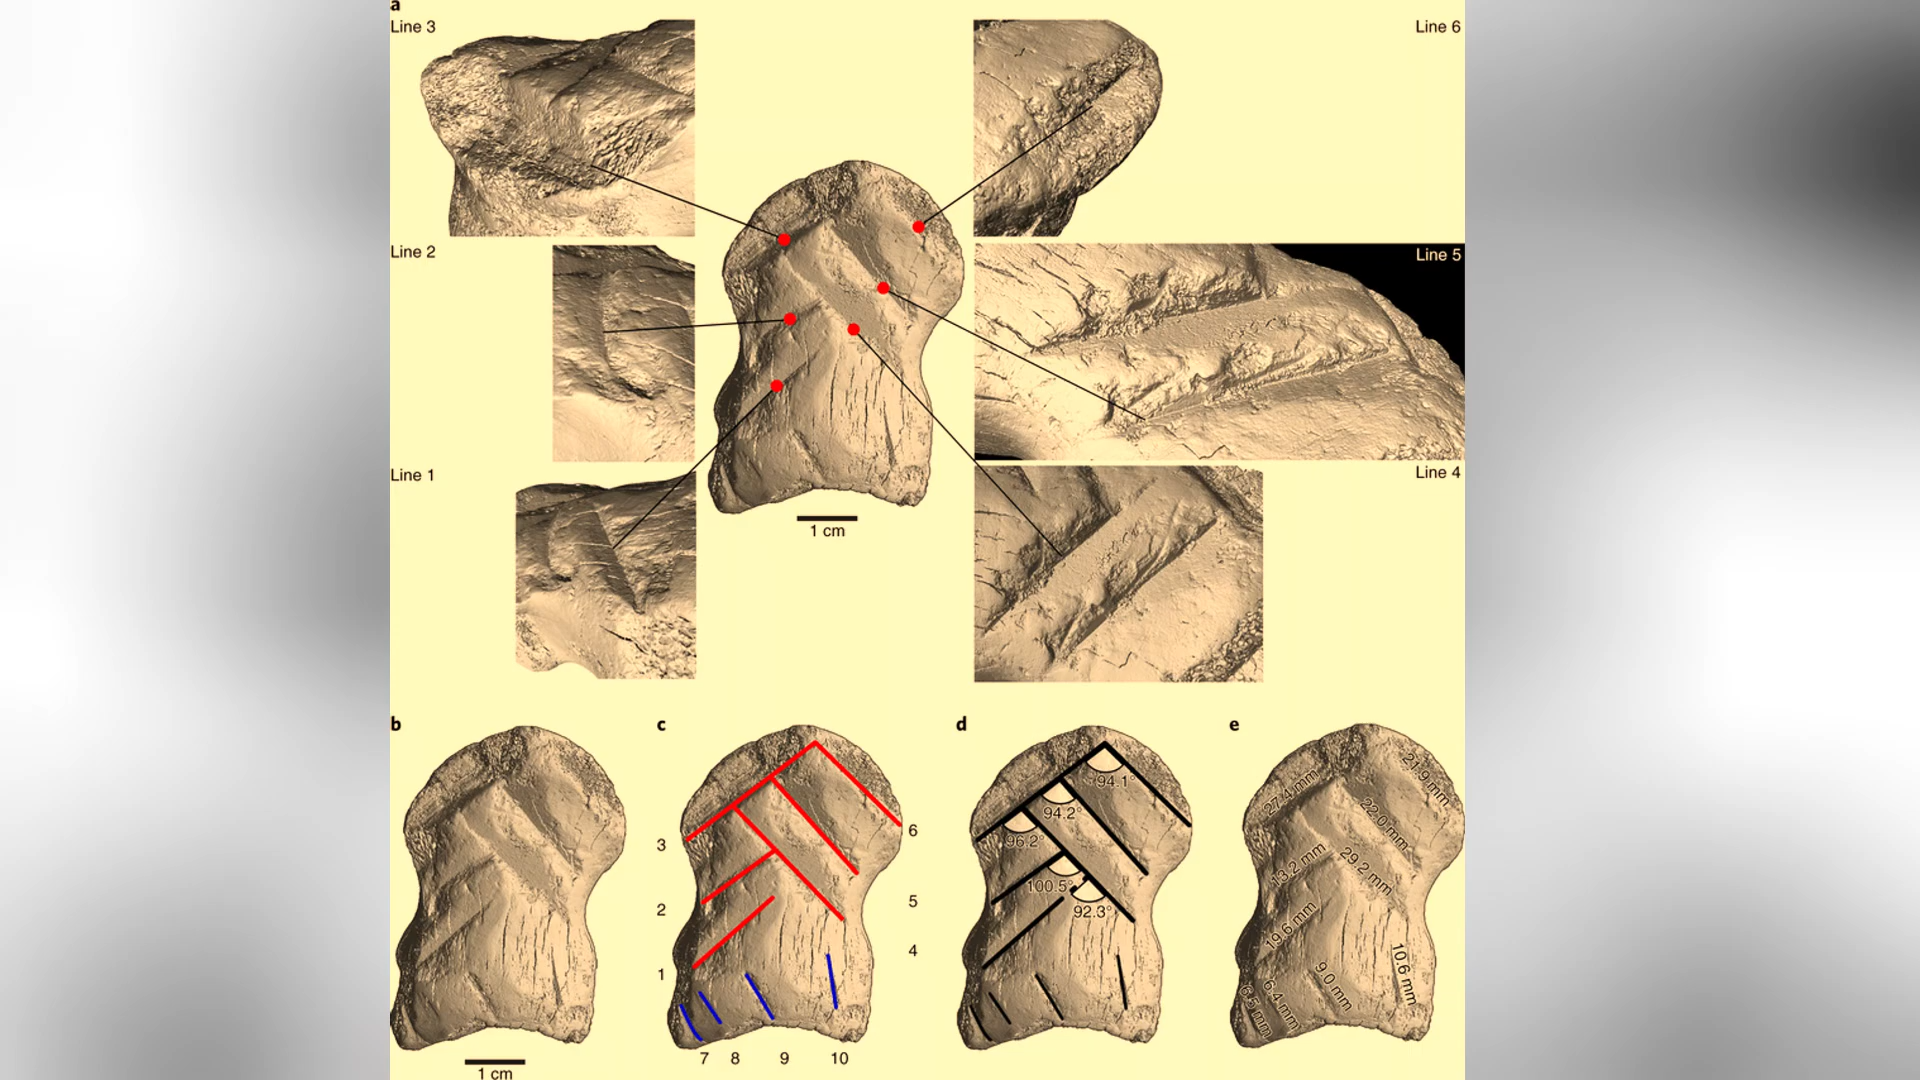 a
Line 3
Line 6
Line 2
Line 5
Line 1
Line 4
1 cm
b
c
d
e
3
2
1
6
5
4
7 8 9 10
94.1°
94.2°
96.2°
100.5°
92.3°
21.9 mm
27.4 mm
22.0 mm
13.2 mm
29.2 mm
19.6 mm
10.6 mm
9.0 mm
6.4 mm
6.5 mm
1 cm